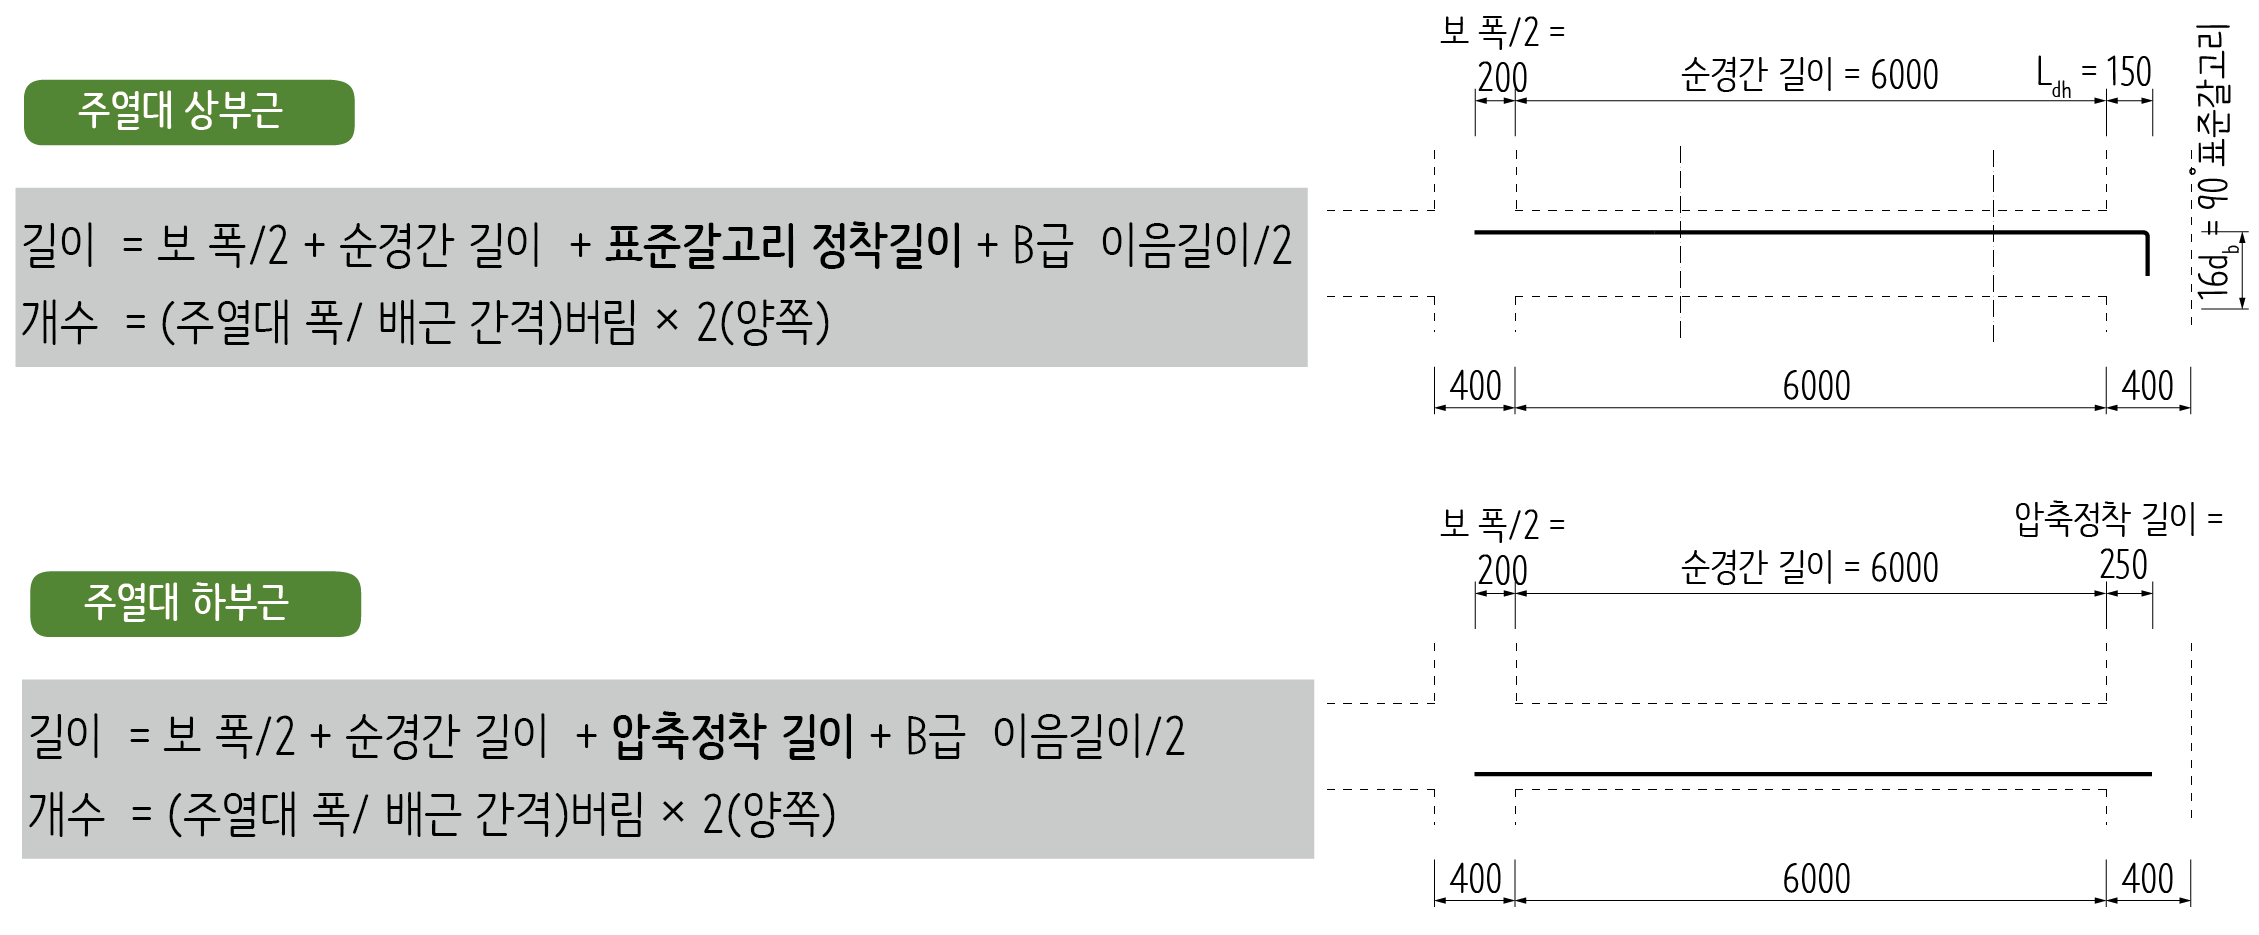 주열대 상부근
길이 = 보 폭/2 + 순경간 길이 + 표준갈고리 정착길이 + B급 이음길이/2
개수 = (주열대 폭/ 배근 간격)버림 × 2(양쪽)
보 폭/2 =
200
순경간 길이 = 6000
Ldh = 150
16db = 90° 표준갈고리
400
6000
400
주열대 하부근
길이 = 보 폭/2 + 순경간 길이 + 압축정착 길이 + B급 이음길이/2
개수 = (주열대 폭/ 배근 간격)버림 × 2(양쪽)
보 폭/2 =
200
순경간 길이 = 6000
압축정착 길이 =
250
400
6000
400